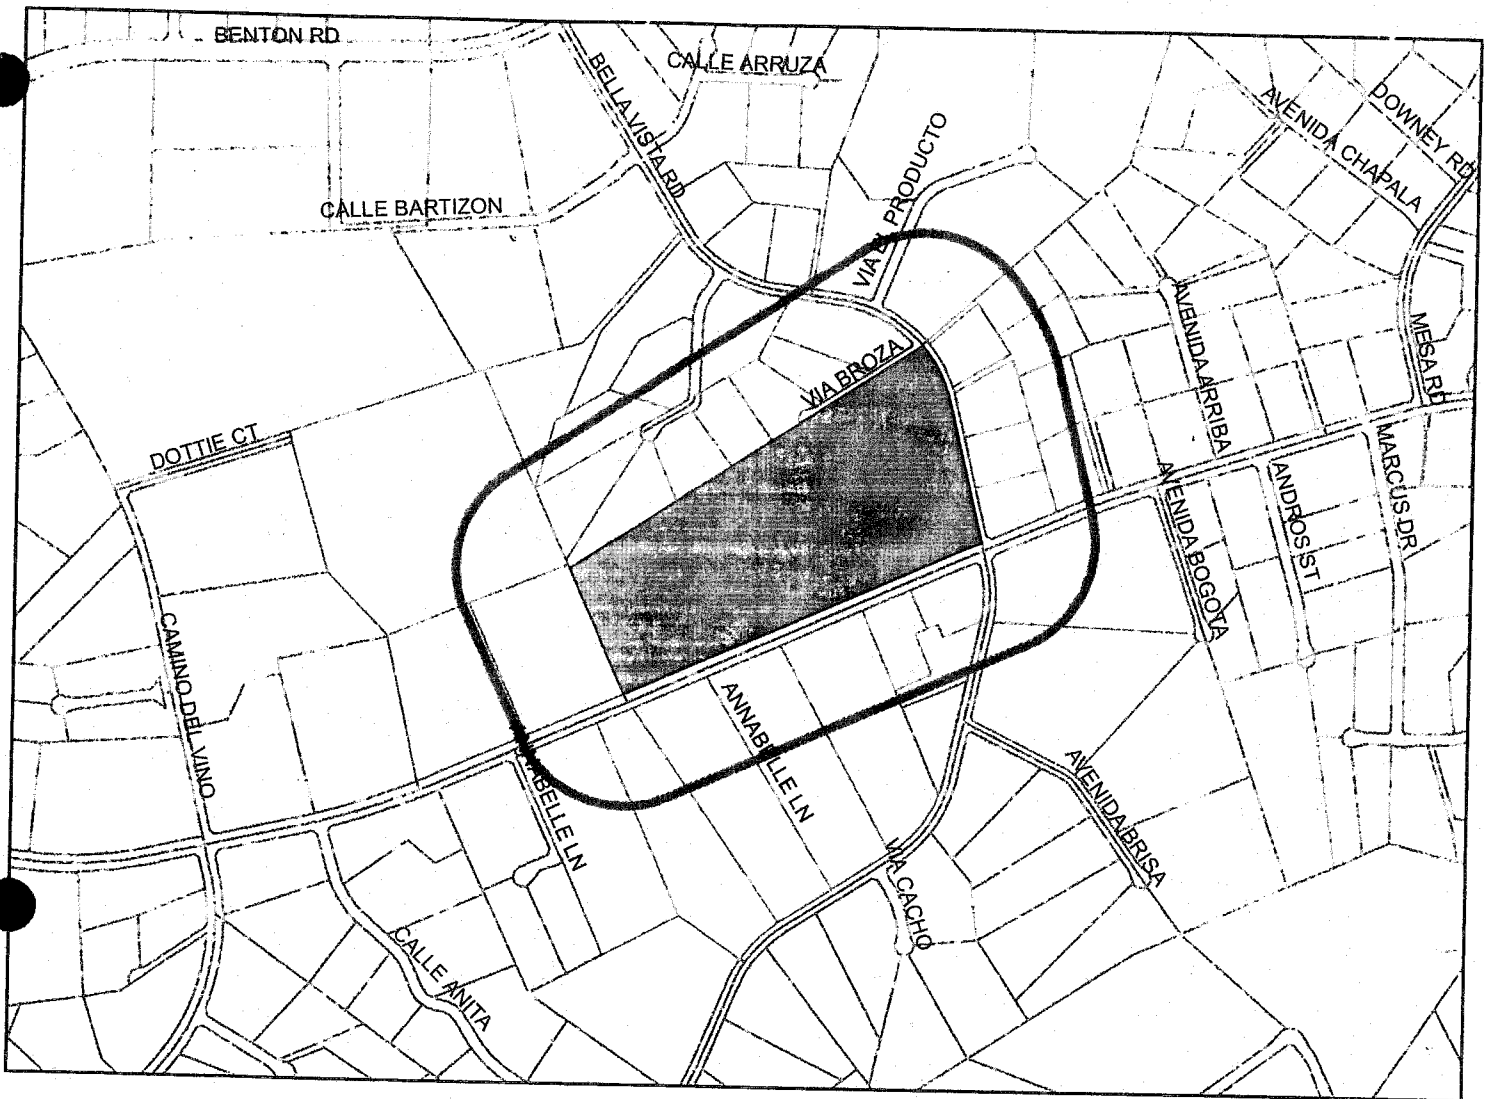 BENTON RD
CALLE ARRUZA
BELLA VISTA RD
DOWNEY RD
AVENIDA CHAPALA
VIA EL PRODUCTO
CALLE BARTIZON
AVENIDA ARRIBA
MESA RD
VIA BROZA
DOTTIE CT
MARCUS DR
AVENIDA BOGOTA
ANDROS ST
CAMINO DEL VINO
ANNABELLE LN
ABELLE LN
AVENIDA BRISA
VIA CACHO
CALLE ANITA